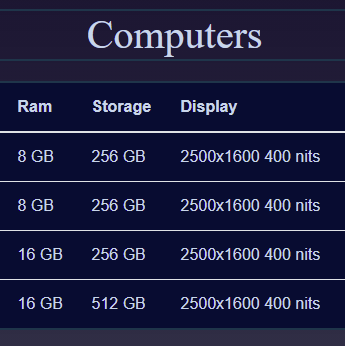 Computers
Ram Storage Display
8 GB 256 GB 2500x1600 400 nits
8 GB 256 GB 2500x1600 400 nits
16 GB 256 GB 2500x1600 400 nits
16 GB 512 GB 2500x1600 400 nits